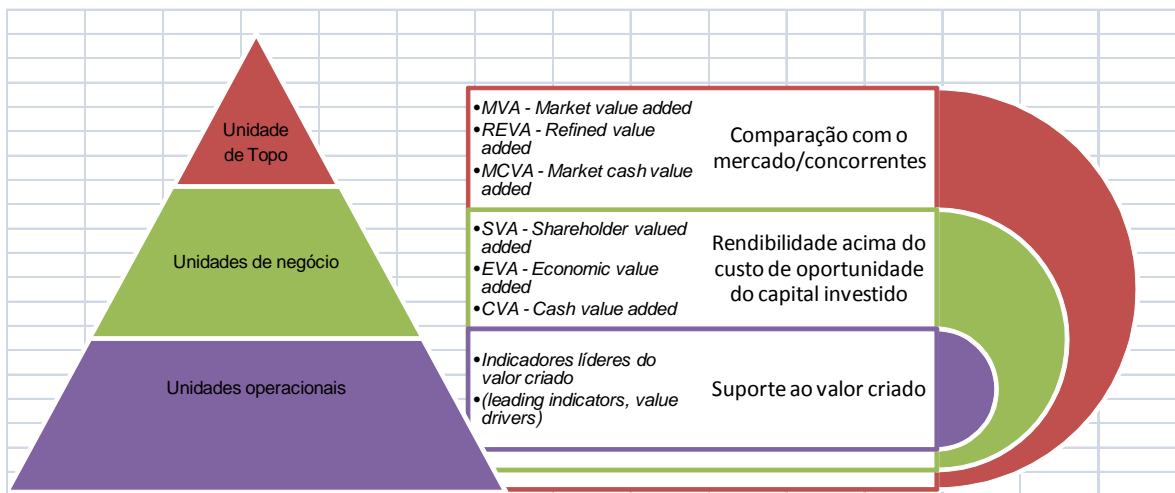 Unidade
de Topo
Unidades de negócio
Unidades operacionais
•MVA - Market value added
•REVA - Refined value
added
•MCVA - Market cash value
added
Comparação com o
mercado/concorrentes
•SVA - Shareholder valued
added
•EVA - Economic value
added
•CVA - Cash value added
Rendibilidade acima do
custo de oportunidade
do capital investido
•Indicadores líderes do
valor criado
•(leading indicators, value
drivers)
Suporte ao valor criado